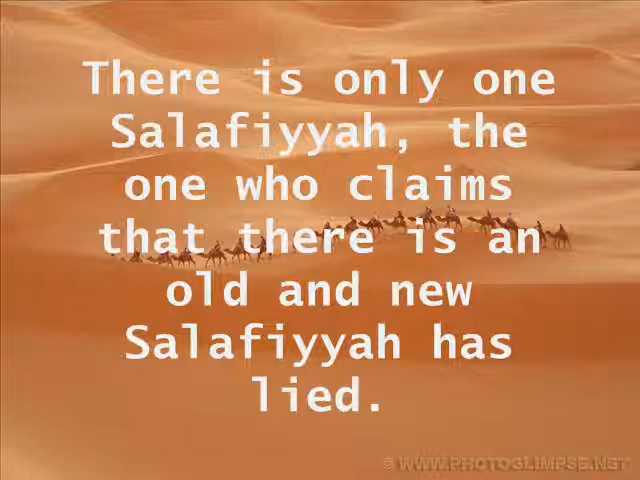 There is only one
Salafiyyah, the
one who claims
that there is an
old and new
Salafiyyah has
lied.
© WWW.PHOTOGLIMPSE.NET